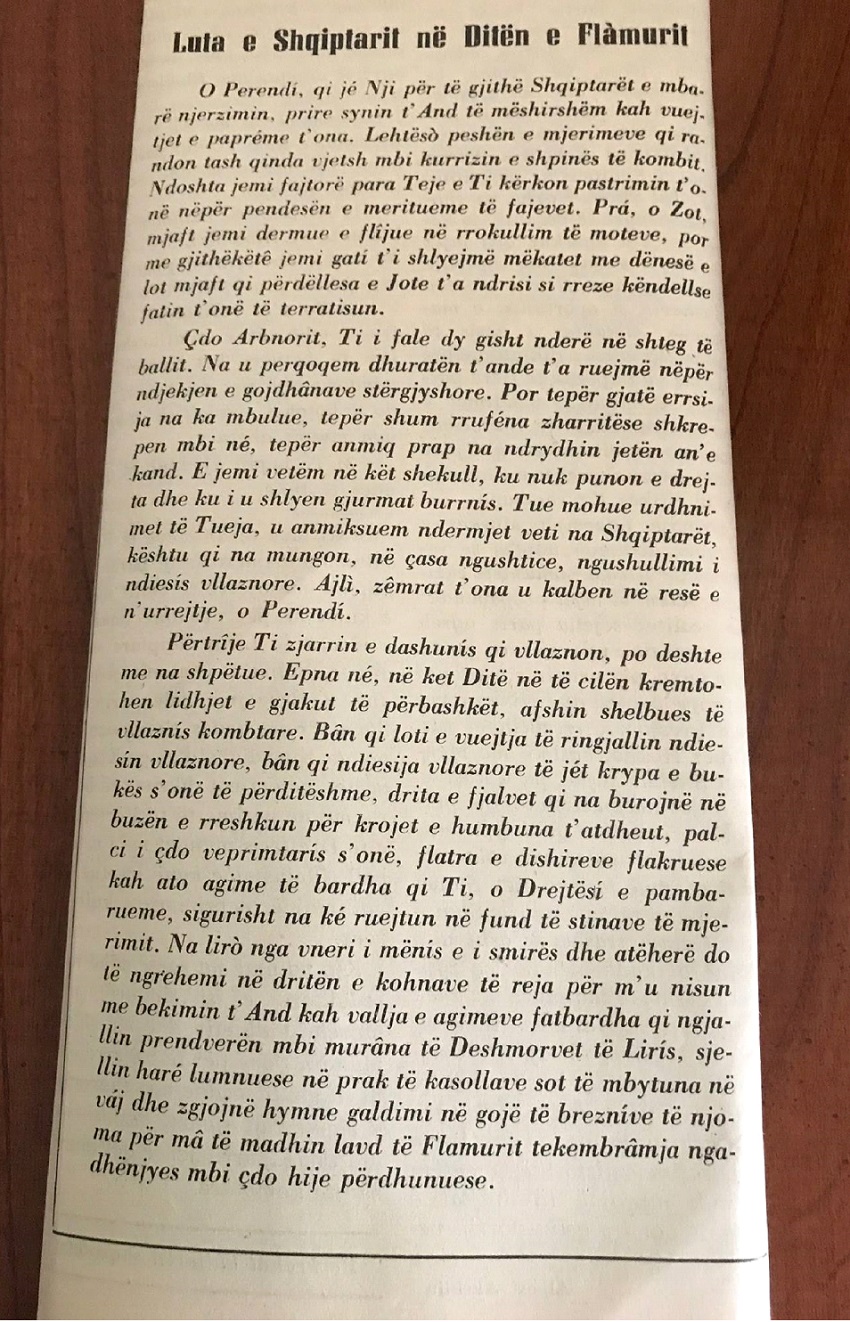 Luta e Shqiptarit në Ditën e Flàmurit
O Perendí, qi jé Nji për të gjithë Shqiptarët e mba-
rë njerzimin, prire synin t'And të mëshirshëm kah vuej-
tjet e papréme t'ona. Lehtësò peshën e mjerimeve qi ra-
ndon tash qinda vjetsh mbi kurrizin e shpinës të kombit.
Ndoshta jemi fajtorë para Teje e Ti kërkon pastrimin t'o-
në nëpër pendesën e meritueme të fajevet. Prá, o Zot,
mjaft jemi dermue e flîjue në rrokullim të moteve, por
me gjithëkëtê jemi gati t'i shlyejmë mëkatet me dënesë e
lot mjaft qi përdëllesa e Jote t'a ndrisi si rreze këndellse
fatin t'onë të terratisun.
Çdo Arbnorit, Ti i fale dy gisht nderë në shteg të
ballit. Na u perqoqem dhuratën t'ande t'a ruejmë nëpër
ndjekjen e gojdhânave stërgjyshore. Por tepër gjatë errsi-
ja na ka mbulue, tepër shum rruféna zharritëse shkre-
pen mbi né, tepër anmiq prap na ndrydhin jetën an'e
kand. E jemi vetëm në kët shekull, ku nuk punon e drej-
ta dhe ku i u shlyen gjurmat burrnís. Tue mohue urdhni-
met të Tueja, u anmiksuem ndermjet veti na Shqiptarët,
kështu qi na mungon, në çasa ngushtice, ngushullimi i
ndiesís vllaznore. Ajlì, zêmrat t'ona u kalben në resë e
n'urrejtje, o Perendí.
Përtrîje Ti zjarrin e dashunís qi vllaznon, po deshte
me na shpëtue. Epna né, në ket Ditë në të cilën kremto-
hen lidhjet e gjakut të përbashkët, afshin shelbues të
vllaznís kombtare. Bân qi loti e vuejtja të ringjallin ndie-
sín vllaznore, bân qi ndiesija vllaznore të jét krypa e bu-
kës s'onë të përditëshme, drita e fjalvet qi na burojnë në
buzën e rreshkun për krojet e humbuna t'atdheut, pal-
ci i çdo veprimtarís s'onë, flatra e dishireve flakruese
kah ato agime të bardha qi Ti, o Drejtësí e pamba-
rueme, sigurisht na ké ruejtun në fund të stinave të mje-
rimit. Na lirò nga vneri i mënís e i smirës dhe atëherë do
të ngrehemi në dritën e kohnave të reja për m'u nisun
me bekimin t'And kah vallja e agimeve fatbardha qi ngja-
llin prendverën mbi murâna të Deshmorvet të Lirís, sje-
llin haré lumnuese në prak të kasollave sot të mbytuna në
váj dhe zgjojnë hymne galdimi në gojë të breznîve të njo-
ma për mâ të madhin lavd të Flamurit tekembrâmja nga-
dhënjyes mbi çdo hije përdhunuese.